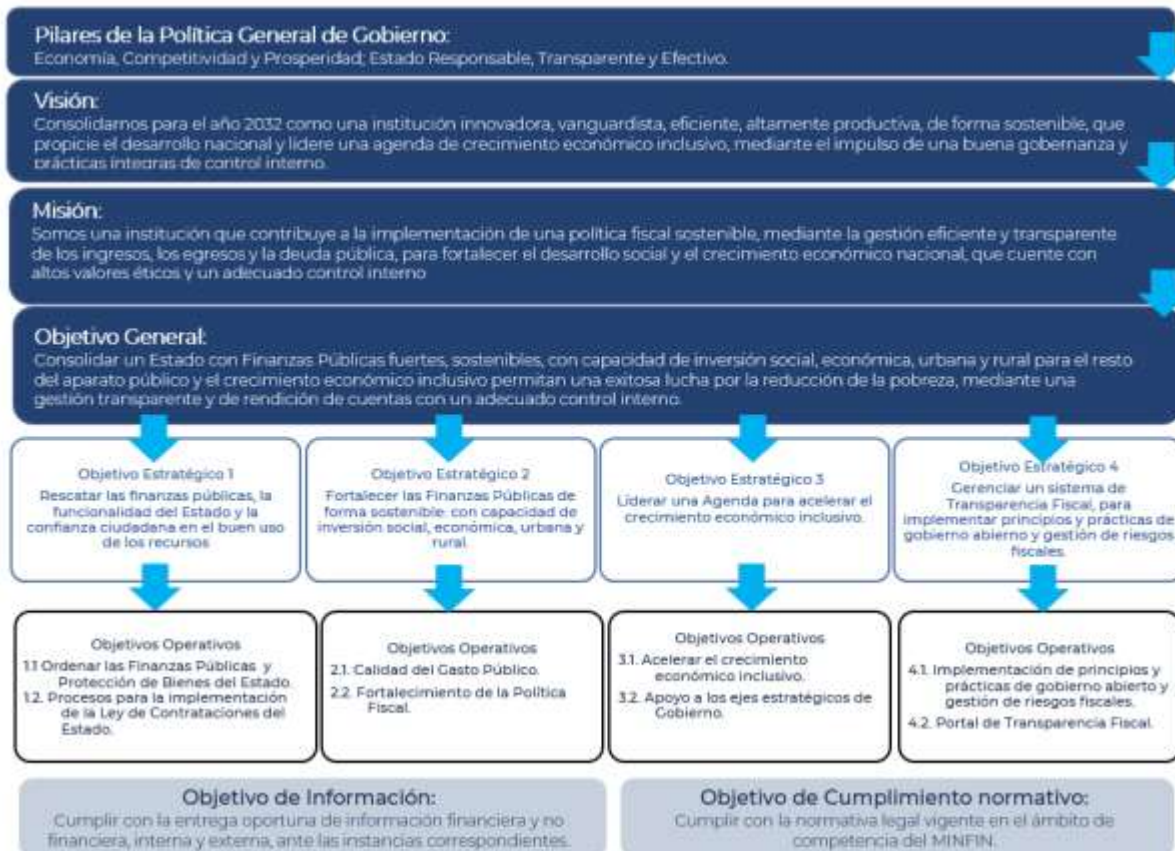 Pilares de la Política General de Gobierno:
Economía, Competitividad y Prosperidad; Estado Responsable, Transparente y Efectivo.
Visión:
Consolidarnos para el año 2032 como una institución innovadora, vanguardista, eficiente, altamente productiva, de forma sostenible, que
propicie el desarrollo nacional y lidere una agenda de crecimiento económico inclusivo, mediante el impulso de una buena gobernanza y
prácticas íntegras de control interno.
Misión:
Somos una institución que contribuye a la implementación de una política fiscal sostenible, mediante la gestión eficiente y transparente
de los ingresos, los egresos y la deuda pública, para fortalecer el desarrollo social y el crecimiento económico nacional, que cuente con
altos valores éticos y un adecuado control interno
Objetivo General:
Consolidar un Estado con Finanzas Públicas fuertes, sostenibles, con capacidad de inversión social, económica, urbana y rural para el resto
del aparato público y el crecimiento económico inclusivo permitan una exitosa lucha por la reducción de la pobreza, mediante una
gestión transparente y de rendición de cuentas con un adecuado control interno.
Objetivo Estratégico 1
Rescatar las finanzas públicas, la
funcionalidad del Estado y la
confianza ciudadana en el buen uso
de los recursos
Objetivo Estratégico 2
Fortalecer las Finanzas Públicas de
forma sostenible: con capacidad de
inversión social, económica, urbana y
rural.
Objetivo Estratégico 3
Liderar una Agenda para acelerar el
crecimiento económico inclusivo.
Objetivo Estratégico 4
Gerenciar un sistema de
Transparencia Fiscal, para
implementar principios y prácticas de
gobierno abierto y gestión de riesgos
fiscales.
Objetivos Operativos
1.1 Ordenar las Finanzas Públicas y
Protección de Bienes del Estado.
1.2. Procesos para la implementación
de la Ley de Contrataciones del
Estado.
Objetivos Operativos
2.1. Calidad del Gasto Público.
2.2. Fortalecimiento de la Política
Fiscal.
Objetivos Operativos
3.1. Acelerar el crecimiento
económico inclusivo.
3.2. Apoyo a los ejes estratégicos de
Gobierno.
Objetivos Operativos
4.1. Implementación de principios y
prácticas de gobierno abierto y
gestión de riesgos fiscales.
4.2. Portal de Transparencia Fiscal.
Objetivo de Información:
Cumplir con la entrega oportuna de información financiera y no
financiera, interna y externa, ante las instancias correspondientes.
Objetivo de Cumplimiento normativo:
Cumplir con la normativa legal vigente en el ámbito de
competencia del MINFIN.